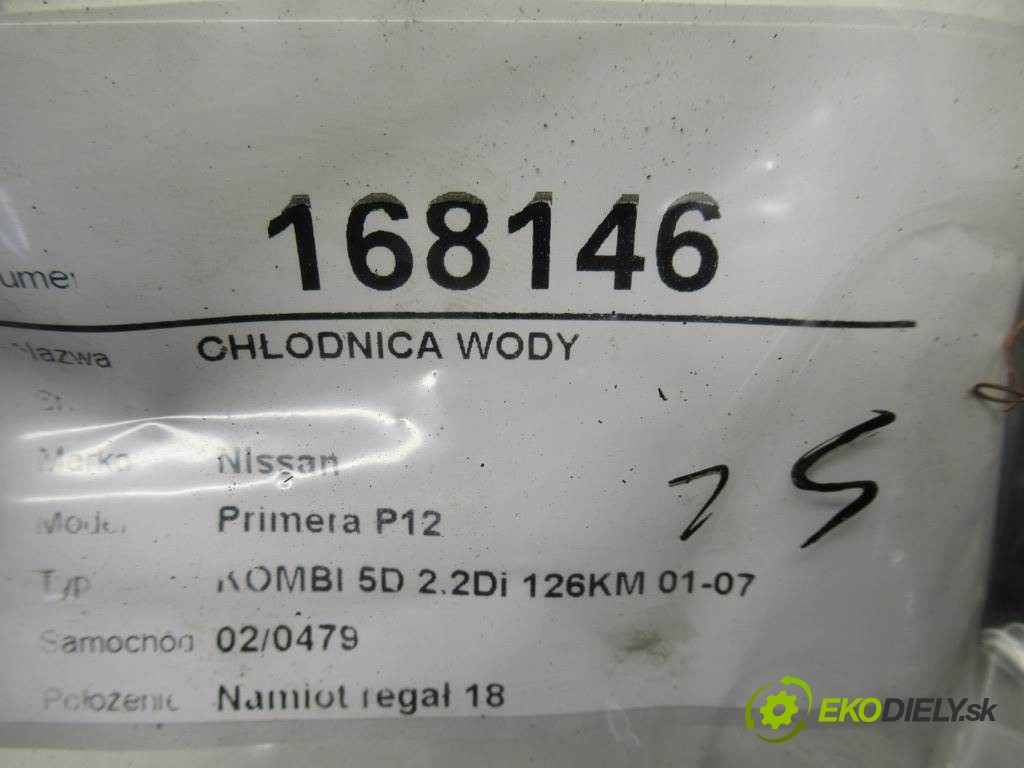 umer 168146
Nazwa CHŁODNICA WODY
Marka Nissan
Model Primera P12
Typ KOMBI 5D 2.2Di 126KM 01-07
Samochód 02/0479
Położenie Namiot regał 18
EKODIELY.sk